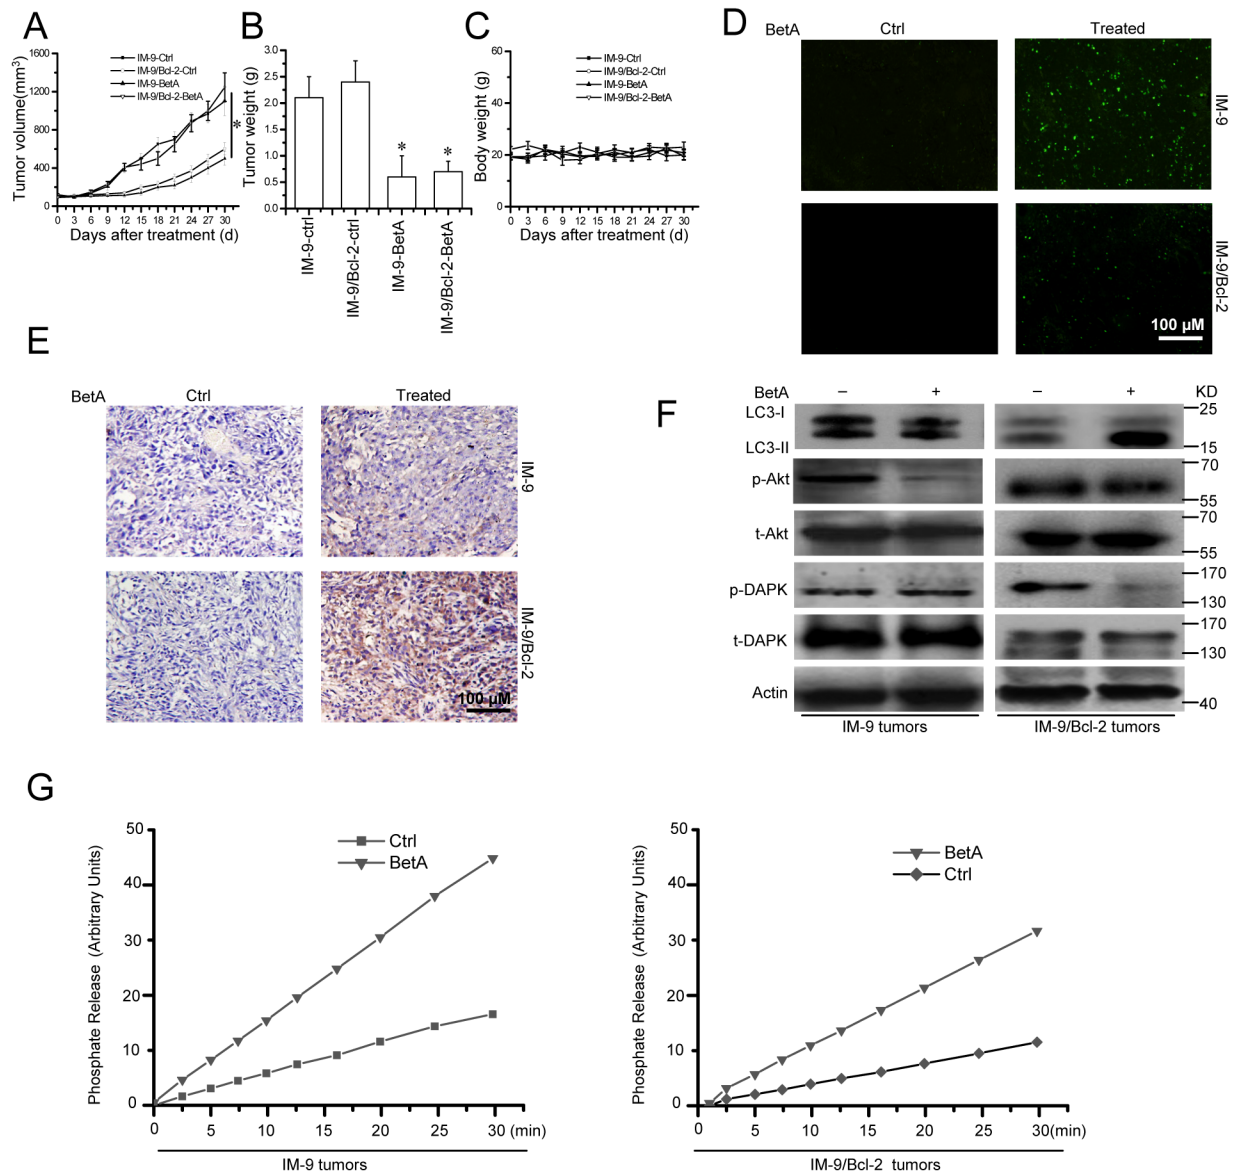 A
Tumor volume(mm³)
1600
1200
800
400
0
IM-9-Ctrl
IM-9/Bcl-2-Ctrl
IM-9-BetA
IM-9/Bcl-2-BetA
*
0 3 6 9 12 15 18 21 24 27 30
Days after treatment (d)
B
Tumor weight (g)
3.0
2.5
2.0
1.5
1.0
0.5
0.0
* *
IM-9-ctrl
IM-9/Bcl-2-ctrl
IM-9-BetA
IM-9/Bcl-2-BetA
C
Body weight (g)
60
40
20
0
IM-9-Ctrl
IM-9/Bcl-2-Ctrl
IM-9-BetA
IM-9/Bcl-2-BetA
0 3 6 9 12 15 18 21 24 27 30
Days after treatment (d)
D
BetA Ctrl Treated
IM-9
IM-9/Bcl-2
100 µM
E
BetA Ctrl Treated
IM-9
IM-9/Bcl-2
100 µM
F
BetA – + – + KD
LC3-I
LC3-II
25
15
p-Akt
70
55
t-Akt
70
55
p-DAPK
170
130
t-DAPK
170
130
Actin
40
IM-9 tumors
IM-9/Bcl-2 tumors
G
Phosphate Release (Arbitrary Units)
50
40
30
20
10
0
Ctrl
BetA
0 5 10 15 20 25 30 (min)
IM-9 tumors
Phosphate Release (Arbitrary Units)
50
40
30
20
10
0
BetA
Ctrl
0 5 10 15 20 25 30(min)
IM-9/Bcl-2 tumors